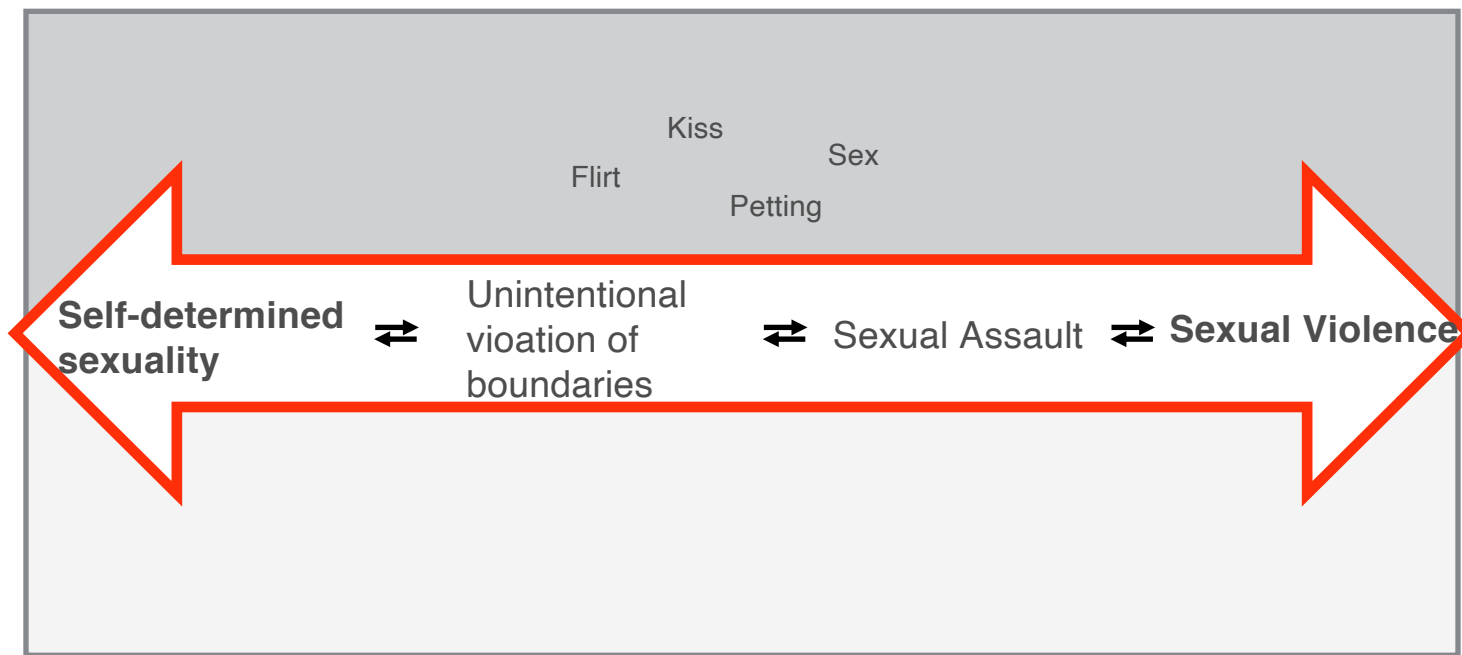 Kiss
Sex
Flirt
Petting
Self-determined
sexuality
Unintentional
vioation of
boundaries
Sexual Assault
Sexual Violence